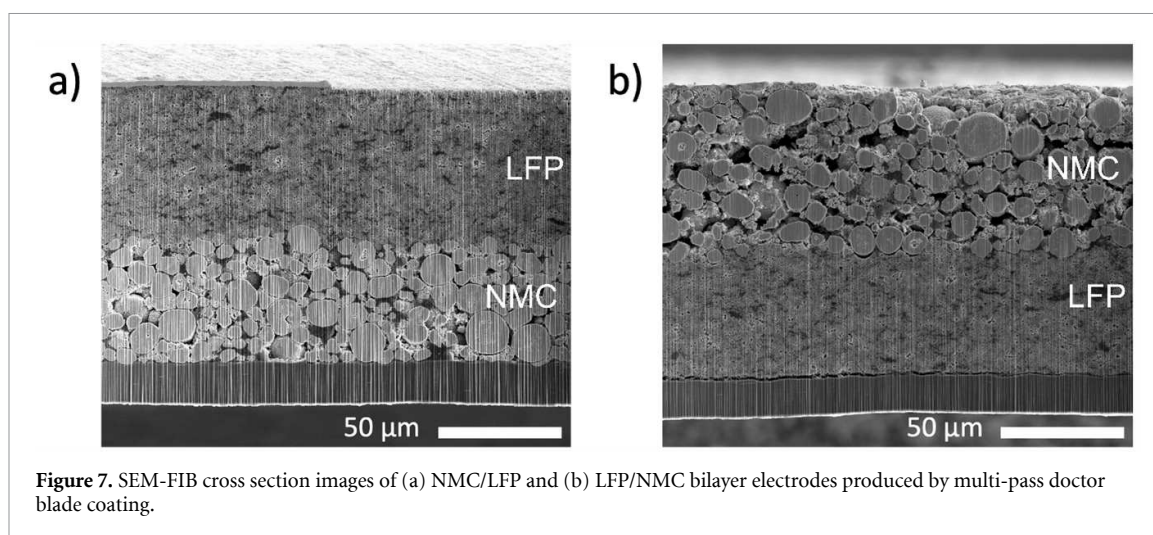 a)
LFP
NMC
50 μm
b)
NMC
LFP
50 μm
Figure 7. SEM-FIB cross section images of (a) NMC/LFP and (b) LFP/NMC bilayer electrodes produced by multi-pass doctor
blade coating.